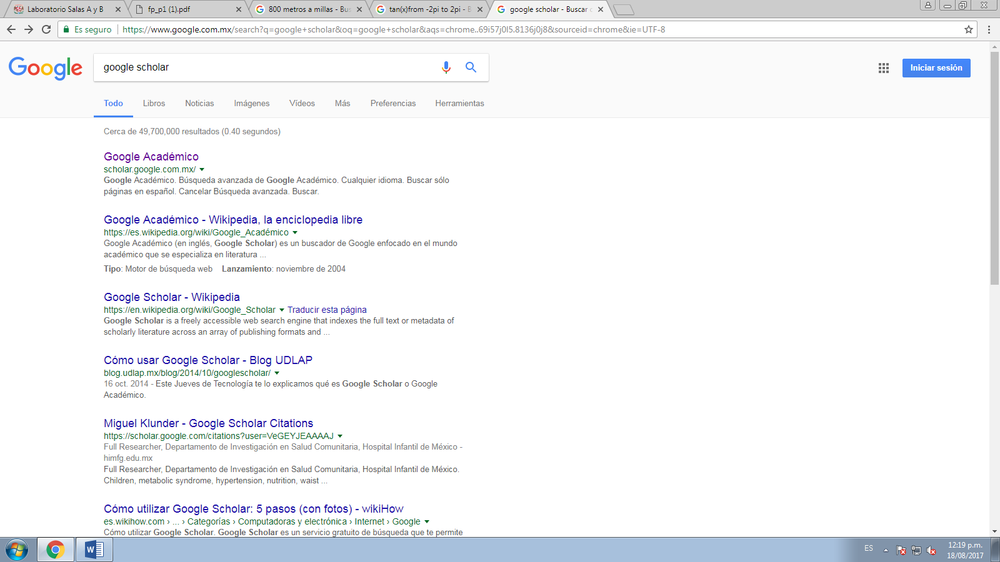 Laboratorio Salas A y B
fp_p1 (1).pdf
800 metros a millas - Bus
tan(x)from -2pi to 2pi - B
google scholar - Buscar c
Es seguro
https://www.google.com.mx/search?q=google+scholar&oq=google+scholar&aqs=chrome..69i57j0l5.8136j0j8&sourceid=chrome&ie=UTF-8
Google
google scholar
Iniciar sesión
Todo Libros Noticias Imágenes Vídeos Más Preferencias Herramientas
Cerca de 49,700,000 resultados (0.40 segundos)
Google Académico
scholar.google.com.mx/
Google Académico. Búsqueda avanzada de Google Académico. Cualquier idioma. Buscar sólo
páginas en español. Cancelar Búsqueda avanzada. Buscar.
Google Académico - Wikipedia, la enciclopedia libre
https://es.wikipedia.org/wiki/Google_Académico
Google Académico (en inglés, Google Scholar) es un buscador de Google enfocado en el mundo
académico que se especializa en literatura ...
Tipo: Motor de búsqueda web Lanzamiento: noviembre de 2004
Google Scholar - Wikipedia
https://en.wikipedia.org/wiki/Google_Scholar Traducir esta página
Google Scholar is a freely accessible web search engine that indexes the full text or metadata of
scholarly literature across an array of publishing formats and ...
Cómo usar Google Scholar - Blog UDLAP
blog.udlap.mx/blog/2014/10/googlescholar/
16 oct. 2014 - Este Jueves de Tecnología te lo explicamos qué es Google Scholar o Google
Académico.
Miguel Klunder - Google Scholar Citations
https://scholar.google.com/citations?user=VeGEYJEAAAAJ
Full Researcher, Departamento de Investigación en Salud Comunitaria, Hospital Infantil de México -
himfg.edu.mx
Full Researcher, Departamento de Investigación en Salud Comunitaria, Hospital Infantil de México.
Children, metabolic syndrome, hypertension, nutrition, waist ...
Cómo utilizar Google Scholar: 5 pasos (con fotos) - wikiHow
es.wikihow.com › ... › Categorías › Computadoras y electrónica › Internet › Google
Cómo utilizar Google Scholar. Google Scholar es un servicio gratuito de búsqueda que te permite
W
ES
12:19 p.m.
18/08/2017